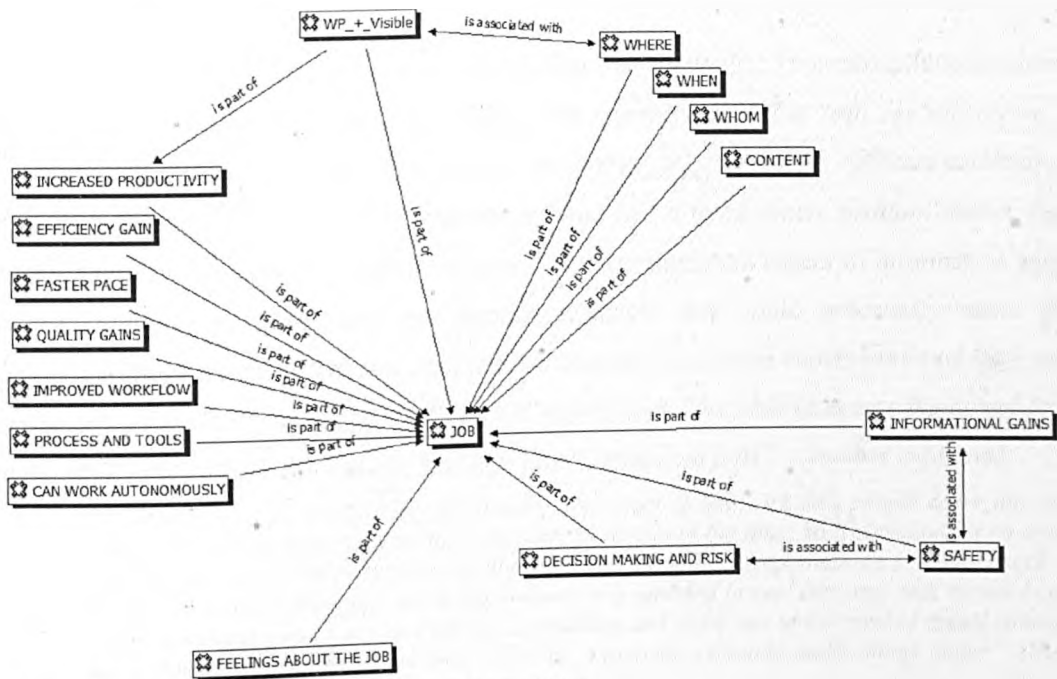 WP_+_Visible
is associated with
WHERE
WHEN
WHOM
CONTENT
is part of
INCREASED PRODUCTIVITY
EFFICIENCY GAIN
FASTER PACE
QUALITY GAINS
IMPROVED WORKFLOW
PROCESS AND TOOLS
CAN WORK AUTONOMOUSLY
is part of
is part of
is part of
is part of
is part of
is part of
is part of
is part of
is part of
is part of
is part of
is part of
JOB
is part of
INFORMATIONAL GAINS
is associated with
is part of
is part of
is part of
is associated with
DECISION MAKING AND RISK
SAFETY
FEELINGS ABOUT THE JOB